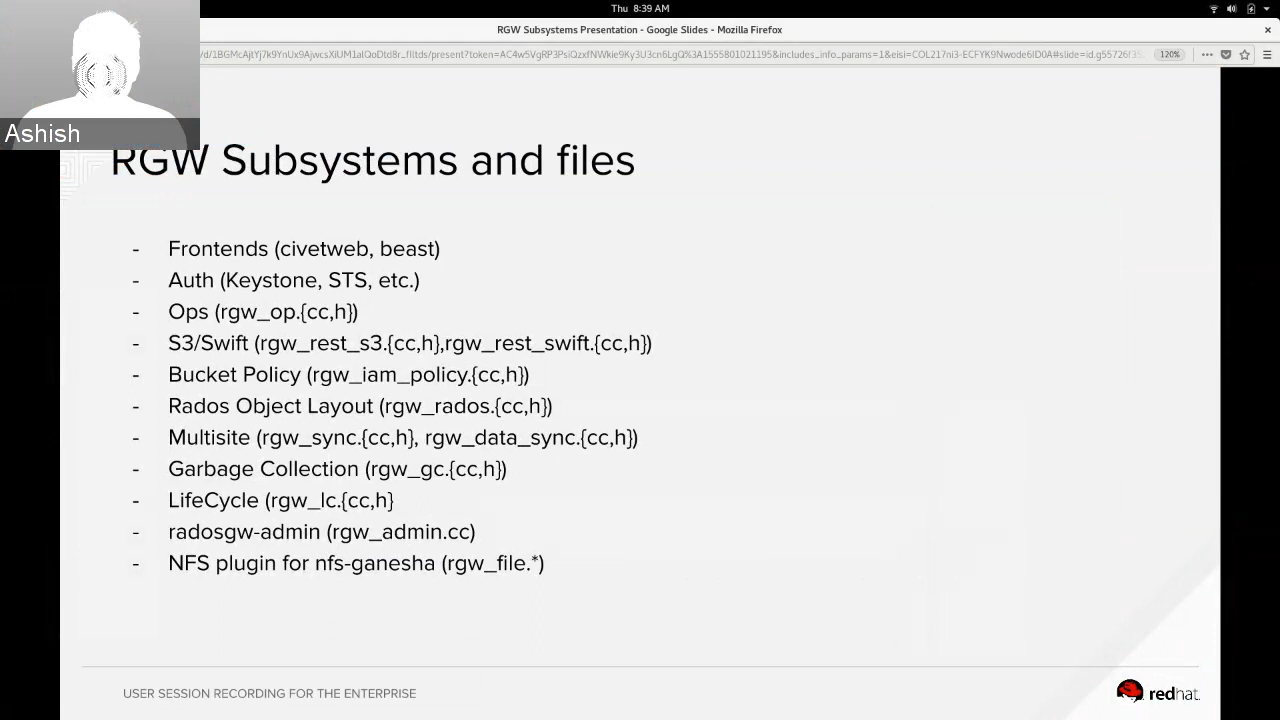 Thu 8:39 AM
RGW Subsystems Presentation - Google Slides - Mozilla Firefox
120%
Ashish
RGW Subsystems and files
- Frontends (civetweb, beast)
- Auth (Keystone, STS, etc.)
- Ops (rgw_op.{cc,h})
- S3/Swift (rgw_rest_s3.{cc,h},rgw_rest_swift.{cc,h})
- Bucket Policy (rgw_iam_policy.{cc,h})
- Rados Object Layout (rgw_rados.{cc,h})
- Multisite (rgw_sync.{cc,h}, rgw_data_sync.{cc,h})
- Garbage Collection (rgw_gc.{cc,h})
- LifeCycle (rgw_lc.{cc,h}
- radosgw-admin (rgw_admin.cc)
- NFS plugin for nfs-ganesha (rgw_file.*)
USER SESSION RECORDING FOR THE ENTERPRISE
redhat.